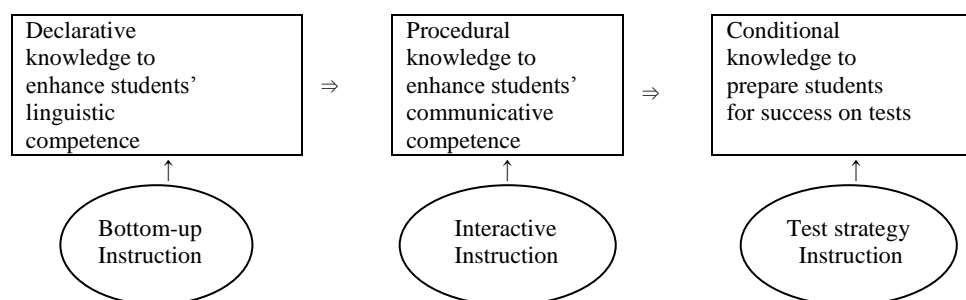 Declarative
knowledge to
enhance students’
linguistic
competence
⇒
Procedural
knowledge to
enhance students’
communicative
competence
⇒
Conditional
knowledge to
prepare students
for success on tests
↑
↑
↑
Bottom-up
Instruction
Interactive
Instruction
Test strategy
Instruction